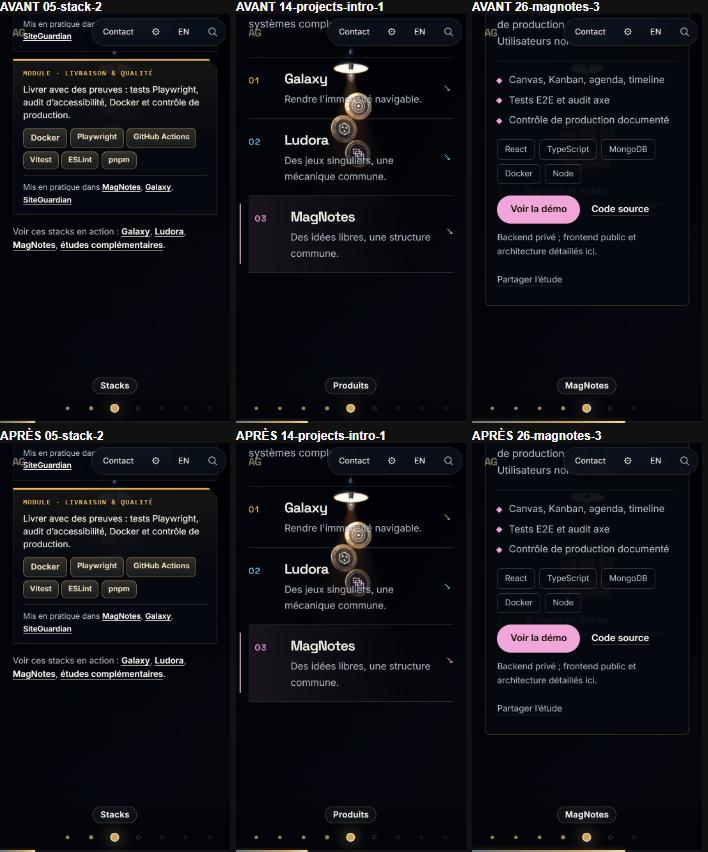 AVANT 05-stack-2
AG
Mis en pratique dan
SiteGuardian
Contact
EN
MODULE · LIVRAISON & QUALITÉ
Livrer avec des preuves : tests Playwright,
audit d'accessibilité, Docker et contrôle de
production.
Docker
Playwright
GitHub Actions
Vitest
ESLint
pnpm
Mis en pratique dans MagNotes, Galaxy,
SiteGuardian
Voir ces stacks en action : Galaxy, Ludora,
MagNotes, études complémentaires.
Stacks
AVANT 14-projects-intro-1
AG
systèmes compl
Contact
EN
01
Galaxy
Rendre l'immensité navigable.
02
Ludora
Des jeux singuliers, une
mécanique commune.
03
MagNotes
Des idées libres, une structure
commune.
Produits
AVANT 26-magnotes-3
de production
AG
Utilisateurs non
Contact
EN
Canvas, Kanban, agenda, timeline
Tests E2E et audit axe
Contrôle de production documenté
React
TypeScript
MongoDB
Docker
Node
Voir la démo
Code source
Backend privé ; frontend public et
architecture détaillés ici.
Partager l'étude
MagNotes
APRÈS 05-stack-2
Mis en pratique dan
AG
SiteGuardian
Contact
EN
MODULE · LIVRAISON & QUALITÉ
Livrer avec des preuves : tests Playwright,
audit d'accessibilité, Docker et contrôle de
production.
Docker
Playwright
GitHub Actions
Vitest
ESLint
pnpm
Mis en pratique dans MagNotes, Galaxy,
SiteGuardian
Voir ces stacks en action : Galaxy, Ludora,
MagNotes, études complémentaires.
Stacks
APRÈS 14-projects-intro-1
systèmes compl
AG
Contact
EN
01
Galaxy
Rendre l'immensité navigable.
02
Ludora
Des jeux singuliers, une
mécanique commune.
03
MagNotes
Des idées libres, une structure
commune.
Produits
APRÈS 26-magnotes-3
de production
AG
Utilisateurs non
Contact
EN
Canvas, Kanban, agenda, timeline
Tests E2E et audit axe
Contrôle de production documenté
React
TypeScript
MongoDB
Docker
Node
Voir la démo
Code source
Backend privé ; frontend public et
architecture détaillés ici.
Partager l'étude
MagNotes